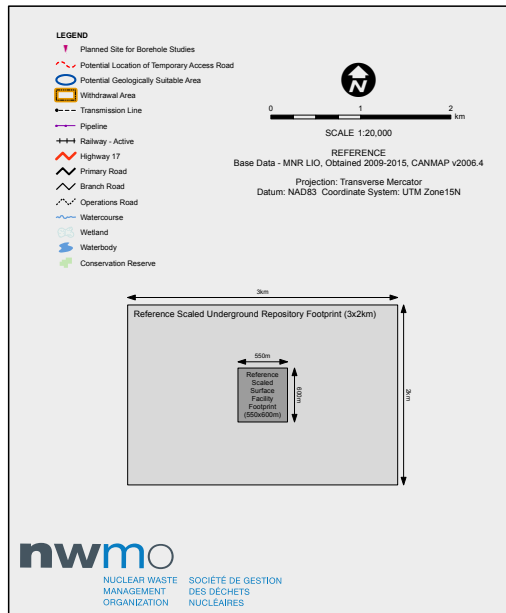 LEGEND
Planned Site for Borehole Studies
Potential Location of Temporary Access Road
Potential Geologically Suitable Area
Withdrawal Area
Transmission Line
Pipeline
Railway - Active
Highway 17
Primary Road
Branch Road
Operations Road
Watercourse
Wetland
Waterbody
Conservation Reserve
N
0 1 2
km
SCALE 1:20,000
REFERENCE
Base Data - MNR LIO, Obtained 2009-2015, CANMAP v2006.4
Projection: Transverse Mercator
Datum: NAD83 Coordinate System: UTM Zone15N
3km
Reference Scaled Underground Repository Footprint (3x2km)
550m
Reference
Scaled
Surface
Facility
Footprint
(550x600m)
600m
2km
nwmo
NUCLEAR WASTE SOCIÉTÉ DE GESTION
MANAGEMENT DES DÉCHETS
ORGANIZATION NUCLÉAIRES